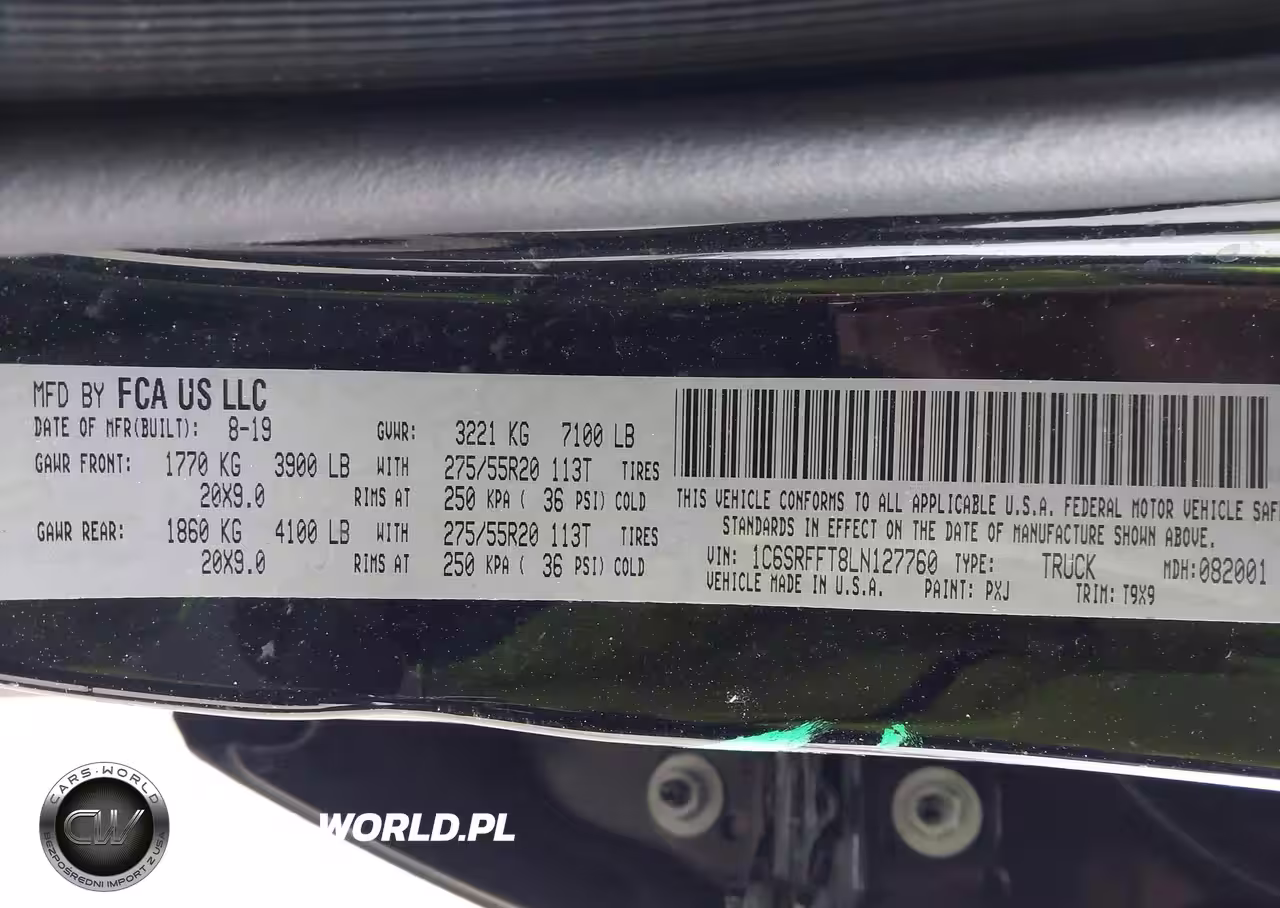 MFD BY FCA US LLC
DATE OF MFR(BUILT): 8-19 GVWR: 3221 KG 7100 LB
GAWR FRONT: 1770 KG 3900 LB WITH 275/55R20 113T TIRES
20X9.0 RIMS AT 250 KPA ( 36 PSI) COLD
GAWR REAR: 1860 KG 4100 LB WITH 275/55R20 113T TIRES
20X9.0 RIMS AT 250 KPA ( 36 PSI) COLD
THIS VEHICLE CONFORMS TO ALL APPLICABLE U.S.A. FEDERAL MOTOR VEHICLE SAF
STANDARDS IN EFFECT ON THE DATE OF MANUFACTURE SHOWN ABOVE.
VIN: 1C6SRFFT8LN127760 TYPE: TRUCK MDH:082001
VEHICLE MADE IN U.S.A. PAINT: PXJ TRIM: T9X9
CARS-WORLD
CW
BEZPOŚREDNI IMPORT Z USA
WORLD.PL